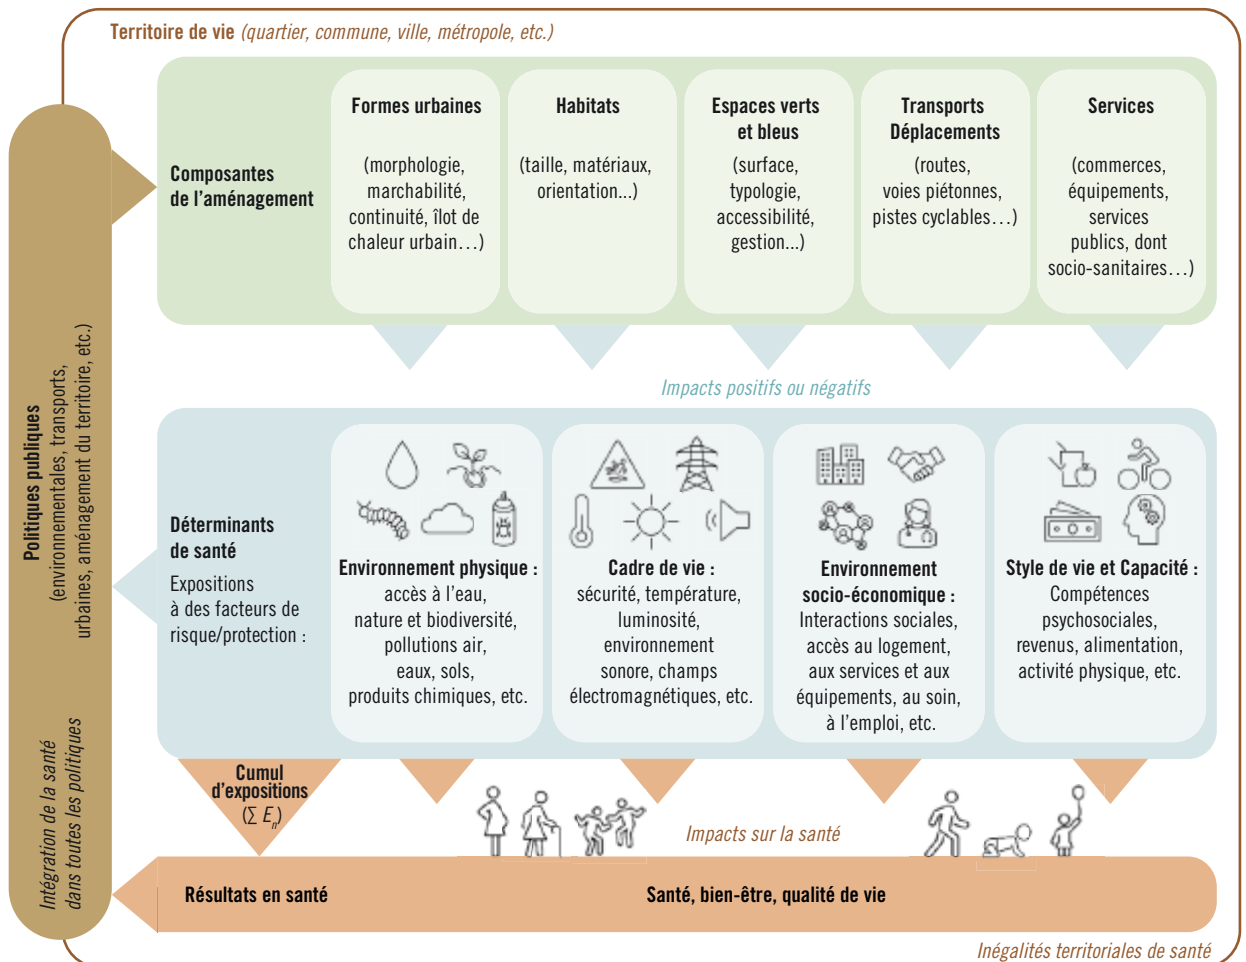 Territoire de vie (quartier, commune, ville, métropole, etc.)
Politiques publiques
(environnementales, transports,
urbaines, aménagement du territoire, etc.)
Intégration de la santé
dans toutes les politiques
Composantes
de l'aménagement
Formes urbaines
(morphologie,
marchabilité,
continuité, îlot de
chaleur urbain…)
Habitats
(taille, matériaux,
orientation...)
Espaces verts
et bleus
(surface,
typologie,
accessibilité,
gestion...)
Transports
Déplacements
(routes,
voies piétonnes,
pistes cyclables…)
Services
(commerces,
équipements,
services
publics, dont
socio-sanitaires…)
Impacts positifs ou négatifs
Déterminants
de santé
Expositions
à des facteurs de
risque/protection :
Environnement physique :
accès à l'eau,
nature et biodiversité,
pollutions air,
eaux, sols,
produits chimiques, etc.
Cadre de vie :
sécurité, température,
luminosité,
environnement
sonore, champs
électromagnétiques, etc.
Environnement
socio-économique :
Interactions sociales,
accès au logement,
aux services et aux
équipements, au soin,
à l'emploi, etc.
Style de vie et Capacité :
Compétences
psychosociales,
revenus, alimentation,
activité physique, etc.
Cumul
d'expositions
(∑ Eₙ)
Impacts sur la santé
Résultats en santé
Santé, bien-être, qualité de vie
Inégalités territoriales de santé